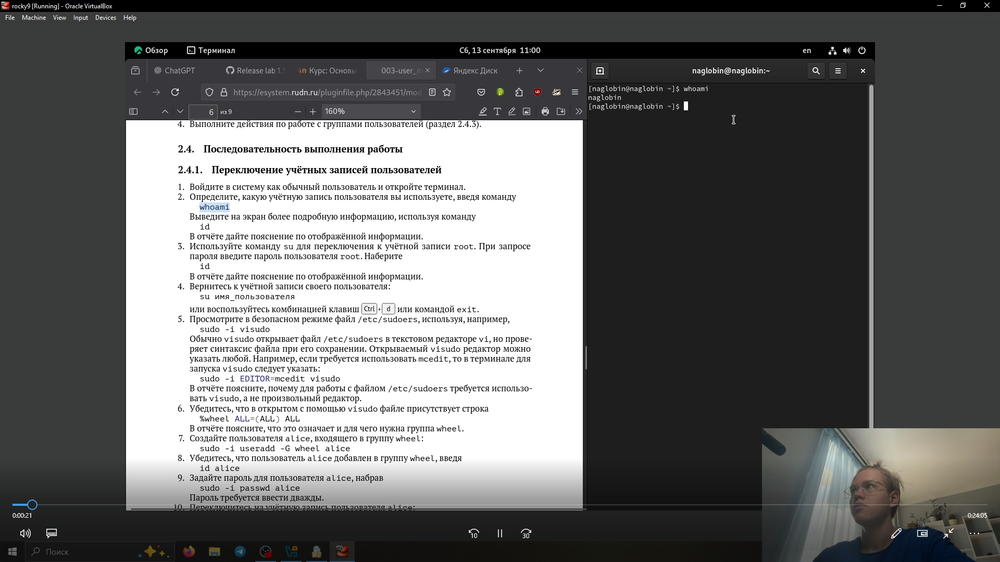 rocky9 [Running] - Oracle VirtualBox
File Machine View Input Devices Help
Обзор Терминал Сб, 13 сентября 11:00 en
ChatGPT Release lab 1.1 Курс: Основы 003-user_m Яндекс Диск
https://esystem.rudn.ru/pluginfile.php/2843451/mod_
6 из 9 160%
naglobin@naglobin:~
[naglobin@naglobin ~]$ whoami
naglobin
[naglobin@naglobin ~]$
4. Выполните действия по работе с группами пользователей (раздел 2.4.3).
2.4. Последовательность выполнения работы
2.4.1. Переключение учётных записей пользователей
1. Войдите в систему как обычный пользователь и откройте терминал.
2. Определите, какую учётную запись пользователя вы используете, введя команду
whoami
Выведите на экран более подробную информацию, используя команду
id
В отчёте дайте пояснение по отображённой информации.
3. Используйте команду su для переключения к учётной записи root. При запросе
пароля введите пароль пользователя root. Наберите
id
В отчёте дайте пояснение по отображённой информации.
4. Вернитесь к учётной записи своего пользователя:
su имя_пользователя
или воспользуйтесь комбинацией клавиш Ctrl + d или командой exit.
5. Просмотрите в безопасном режиме файл /etc/sudoers, используя, например,
sudo -i visudo
Обычно visudo открывает файл /etc/sudoers в текстовом редакторе vi, но прове-
ряет синтаксис файла при его сохранении. Открываемый visudo редактор можно
указать любой. Например, если требуется использовать mcedit, то в терминале для
запуска visudo следует указать:
sudo -i EDITOR=mcedit visudo
В отчёте поясните, почему для работы с файлом /etc/sudoers требуется использо-
вать visudo, а не произвольный редактор.
6. Убедитесь, что в открытом с помощью visudo файле присутствует строка
%wheel ALL=(ALL) ALL
В отчёте поясните, что это означает и для чего нужна группа wheel.
7. Создайте пользователя alice, входящего в группу wheel:
sudo -i useradd -G wheel alice
8. Убедитесь, что пользователь alice добавлен в группу wheel, введя
id alice
9. Задайте пароль для пользователя alice, набрав
sudo -i passwd alice
Пароль требуется ввести дважды.
10. Переключитесь на учётную запись пользователя alice:
0:00:21 0:24:05
10 30
Поиск